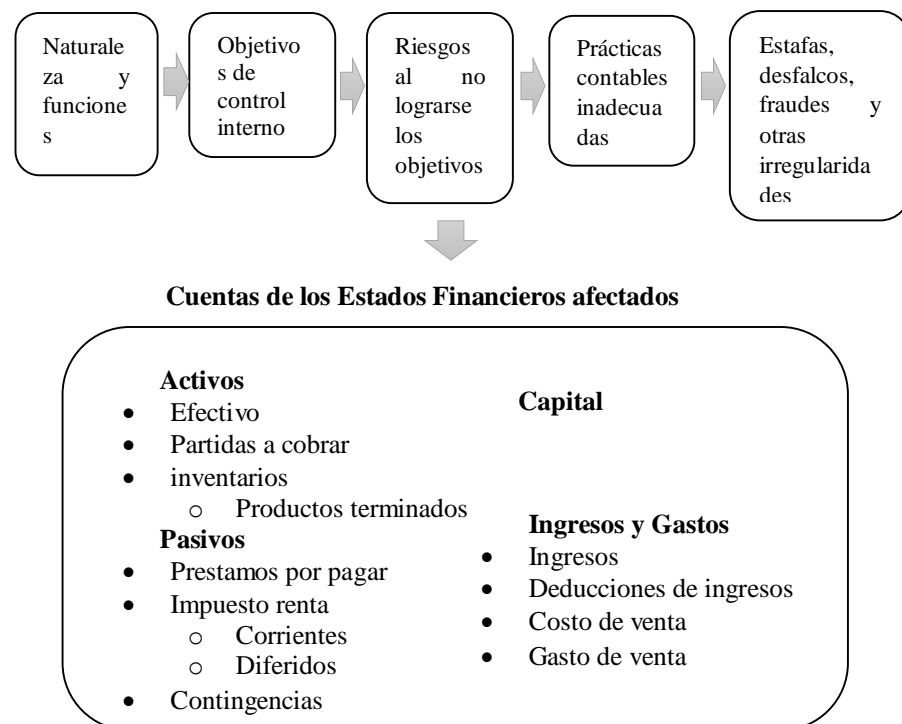 Naturale
za y
funcione
s
Objetivo
s de
control
interno
Riesgos
al no
lograrse
los
objetivos
Prácticas
contables
inadecua
das
Estafas,
desfalcos,
fraudes y
otras
irregularida
des
Cuentas de los Estados Financieros afectados
Activos
• Efectivo
• Partidas a cobrar
• inventarios
o Productos terminados
Pasivos
• Prestamos por pagar
• Impuesto renta
o Corrientes
o Diferidos
• Contingencias
Capital
Ingresos y Gastos
• Ingresos
• Deducciones de ingresos
• Costo de venta
• Gasto de venta